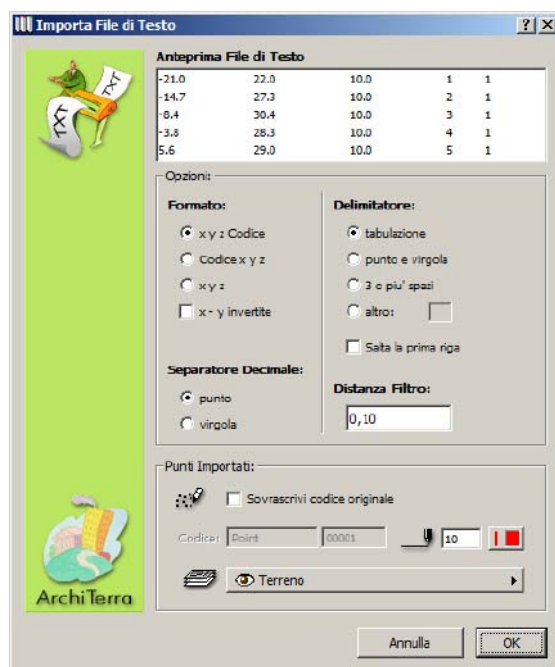 Importa File di Testo
TXT
TXT
Anteprima File di Testo
-21.0 22.0 10.0 1 1
-14.7 27.3 10.0 2 1
-8.4 30.4 10.0 3 1
-3.8 28.3 10.0 4 1
5.6 29.0 10.0 5 1
Opzioni:
Formato:
x y z Codice
Codice x y z
x y z
x - y invertite
Separatore Decimale:
punto
virgola
Delimitatore:
tabulazione
punto e virgola
3 o piu' spazi
altro:
Salta la prima riga
Distanza Filtro:
0,10
Punti Importati:
Sovrascrivi codice originale
Codice: Point 00001 10
Terreno
ArchiTerra
Annulla OK